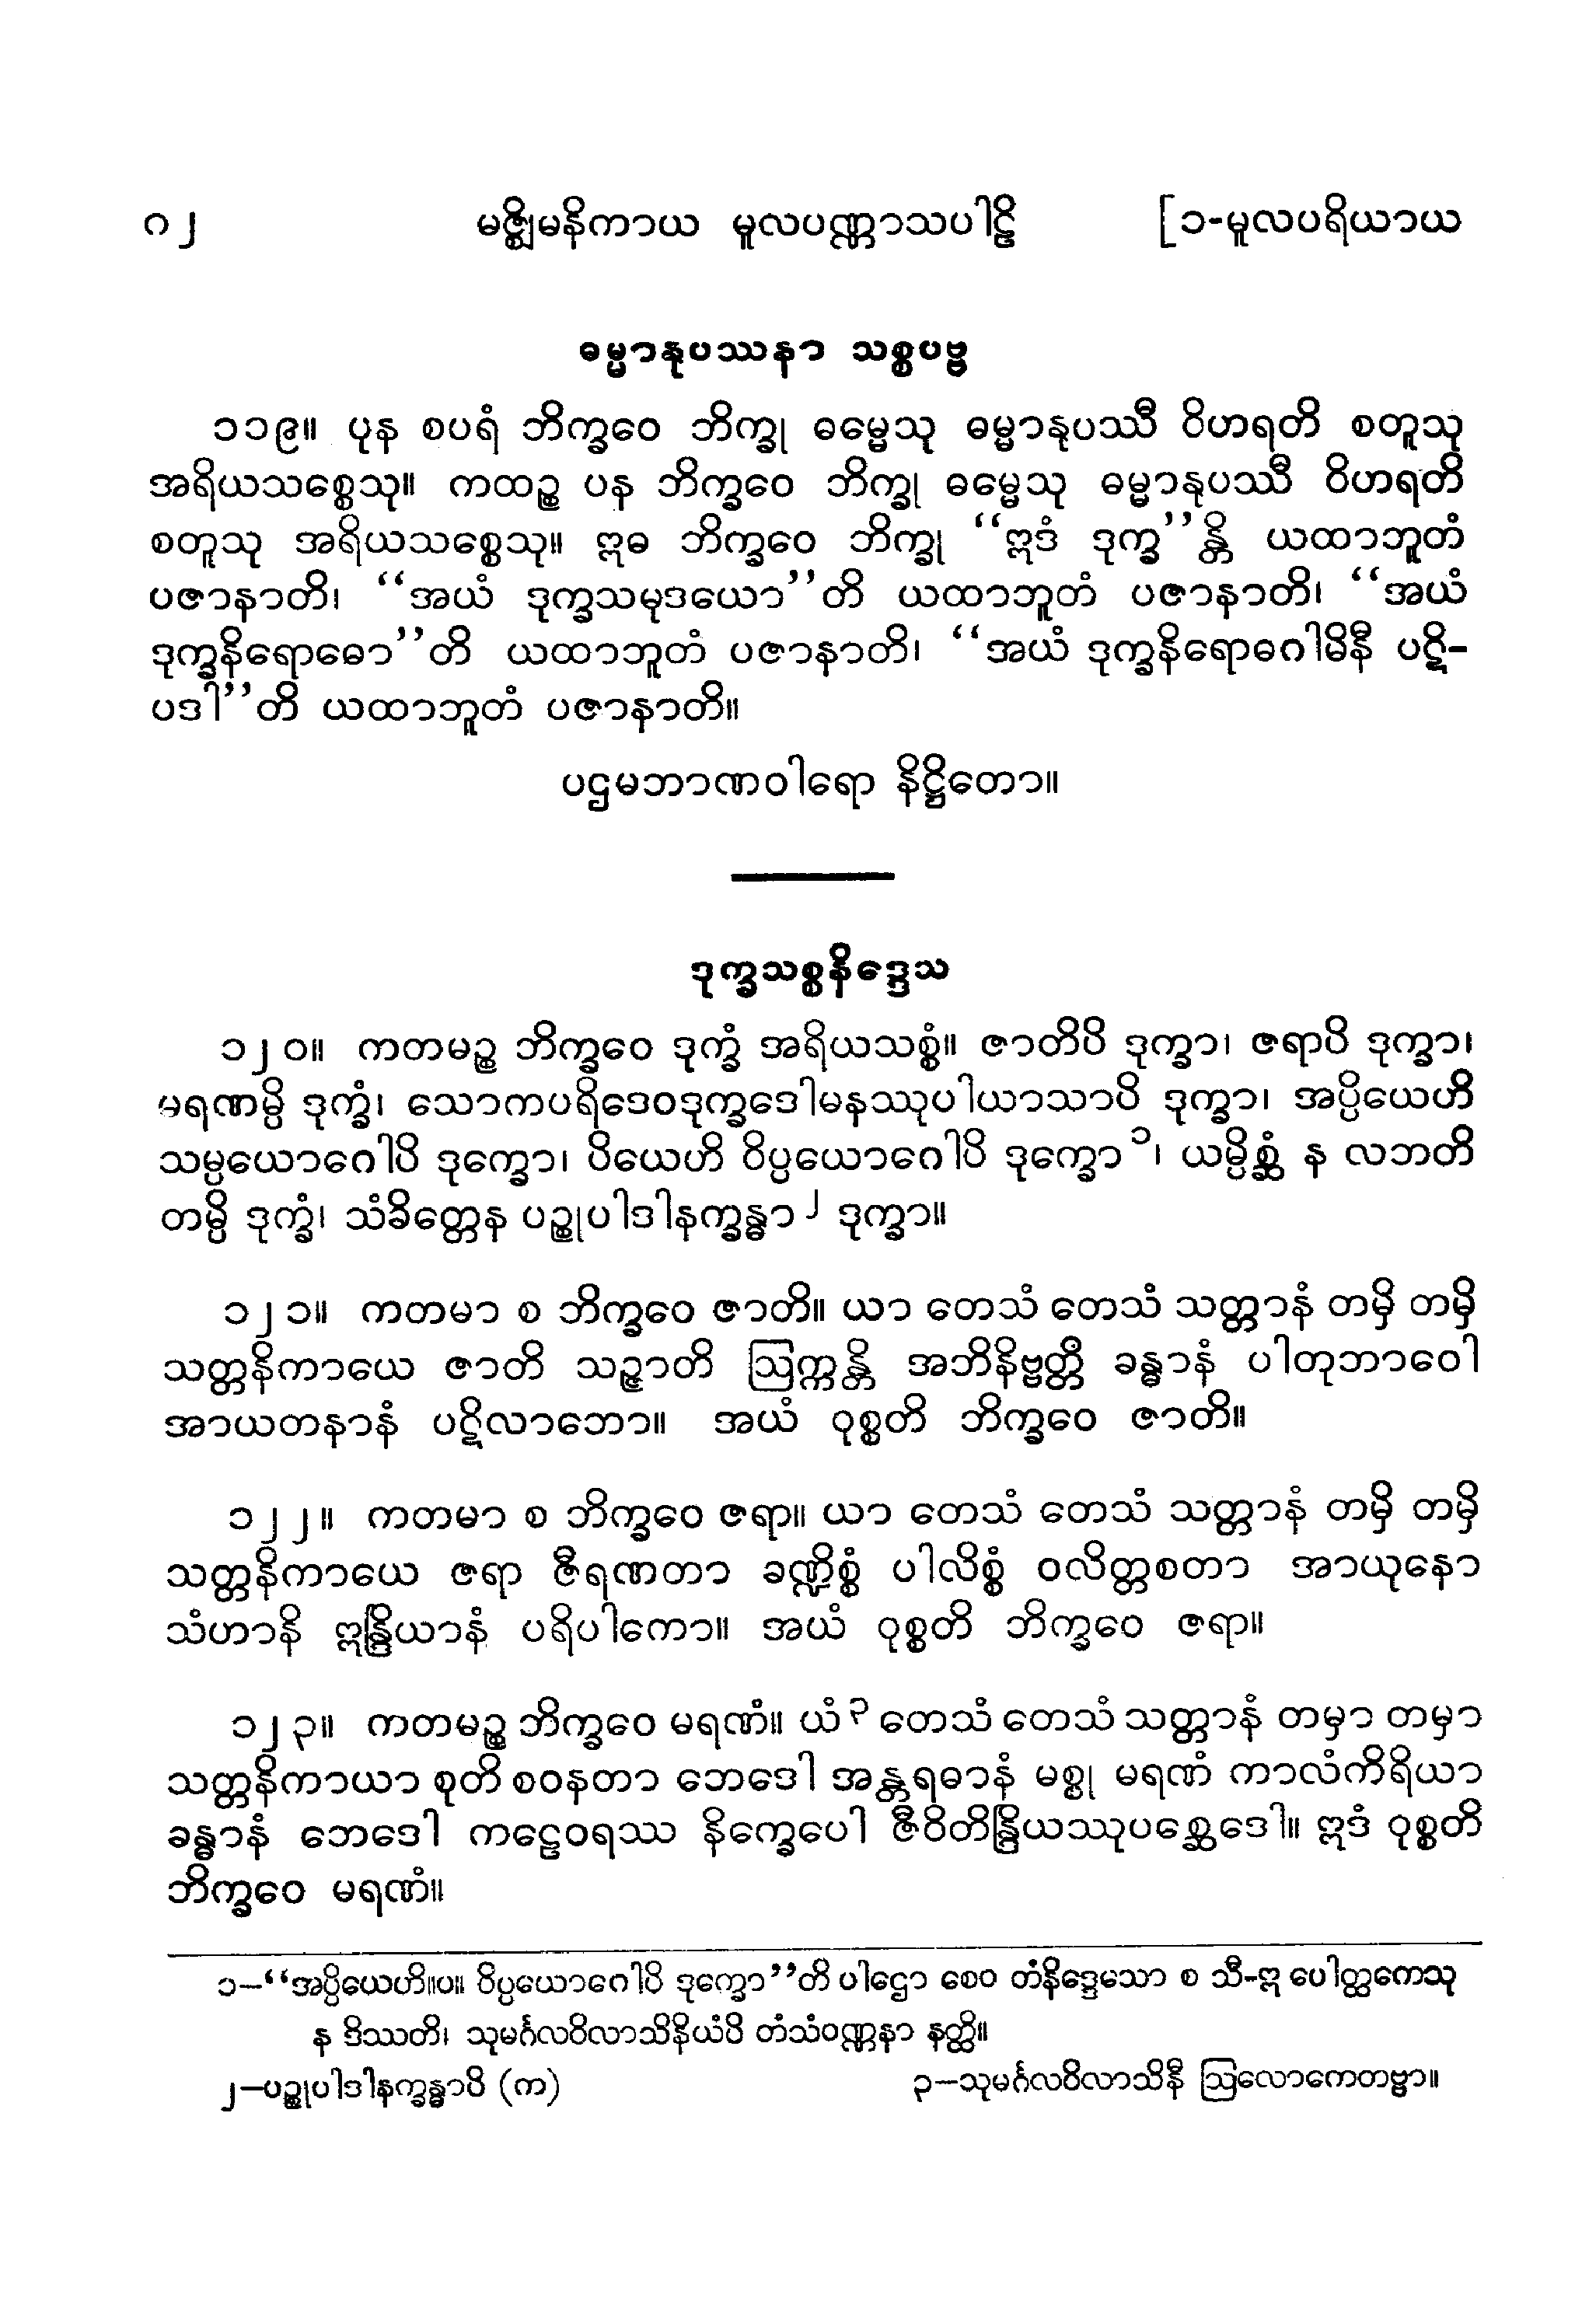 ၈၂ မဇ္ဈိမနိကာယ မူလပဏ္ဏာသပါဠိ [၁-မူလပရိယာယ
ဓမ္မာနုပဿနာ သစ္စပဗ္ဗ
၁၁၉။ ပုန စပရံ ဘိက္ခဝေ ဘိက္ခု ဓမ္မေသု ဓမ္မာနုပဿီ ဝိဟရတိ စတူသု
အရိယသစ္စေသု။ ကထဉ္စ ပန ဘိက္ခဝေ ဘိက္ခု ဓမ္မေသု ဓမ္မာနုပဿီ ဝိဟရတိ
စတူသု အရိယသစ္စေသု။ ဣဓ ဘိက္ခဝေ ဘိက္ခု “ဣဒံ ဒုက္ခ”န္တိ ယထာဘူတံ
ပဇာနာတိ၊ “အယံ ဒုက္ခသမုဒယော”တိ ယထာဘူတံ ပဇာနာတိ၊ “အယံ
ဒုက္ခနိရောဓော”တိ ယထာဘူတံ ပဇာနာတိ၊ “အယံ ဒုက္ခနိရောဓဂါမိနီ ပဋိ-
ပဒါ”တိ ယထာဘူတံ ပဇာနာတိ။
ပဌမဘာဏဝါရော နိဋ္ဌိတော။
ဒုက္ခသစ္စနိဒ္ဒေသ
၁၂၀။ ကတမဉ္စ ဘိက္ခဝေ ဒုက္ခံ အရိယသစ္စံ။ ဇာတိပိ ဒုက္ခာ၊ ဇရာပိ ဒုက္ခာ၊
မရဏမ္ပိ ဒုက္ခံ၊ သောကပရိဒေဝဒုက္ခဒေါမနဿုပါယာသာပိ ဒုက္ခာ၊ အပ္ပိယေဟိ
သမ္ပယောဂေါပိ ဒုက္ခော၊ ပိယေဟိ ဝိပ္ပယောဂေါပိ ဒုက္ခော၁၊ ယမ္ပိစ္ဆံ န လဘတိ
တမ္ပိ ဒုက္ခံ၊ သံခိတ္တေန ပဉ္စုပါဒါနက္ခန္ဓာ၂ ဒုက္ခာ။
၁၂၁။ ကတမာ စ ဘိက္ခဝေ ဇာတိ။ ယာ တေသံ တေသံ သတ္တာနံ တမှိ တမှိ
သတ္တနိကာယေ ဇာတိ သဉ္ဇာတိ ဩက္ကန္တိ အဘိနိဗ္ဗတ္တိ ခန္ဓာနံ ပါတုဘာဝေါ
အာယတနာနံ ပဋိလာဘော။ အယံ ဝုစ္စတိ ဘိက္ခဝေ ဇာတိ။
၁၂၂။ ကတမာ စ ဘိက္ခဝေ ဇရာ။ ယာ တေသံ တေသံ သတ္တာနံ တမှိ တမှိ
သတ္တနိကာယေ ဇရာ ဇီရဏတာ ခဏ္ဍိစ္စံ ပါလိစ္စံ ဝလိတ္တစတာ အာယုနော
သံဟာနိ ဣန္ဒြိယာနံ ပရိပါကော။ အယံ ဝုစ္စတိ ဘိက္ခဝေ ဇရာ။
၁၂၃။ ကတမဉ္စ ဘိက္ခဝေ မရဏံ။ ယံ၃ တေသံ တေသံ သတ္တာနံ တမှာ တမှာ
သတ္တနိကာယာ စုတိ စဝနတာ ဘေဒေါ အန္တရဓာနံ မစ္စု မရဏံ ကာလံကိရိယာ
ခန္ဓာနံ ဘေဒေါ ကဠေဝရဿ နိက္ခေပေါ ဇီဝိတိန္ဒြိယဿုပစ္ဆေဒေါ။ ဣဒံ ဝုစ္စတိ
ဘိက္ခဝေ မရဏံ။
၁—“အပ္ပိယေဟိ။ပ။ ဝိပ္ပယောဂေါပိ ဒုက္ခော”တိ ပါဌော စေဝ တံနိဒ္ဒေသော စ သီ-ဣ ပေါတ္ထကေသု
န ဒိဿတိ၊ သုမင်္ဂလဝိလာသိနိယံပိ တံသံဝဏ္ဏနာ နတ္ထိ။
၂—ပဉ္စုပါဒါနက္ခန္ဓာပိ (က) ၃—သုမင်္ဂလဝိလာသိနီ ဩလောကေတဗ္ဗာ။